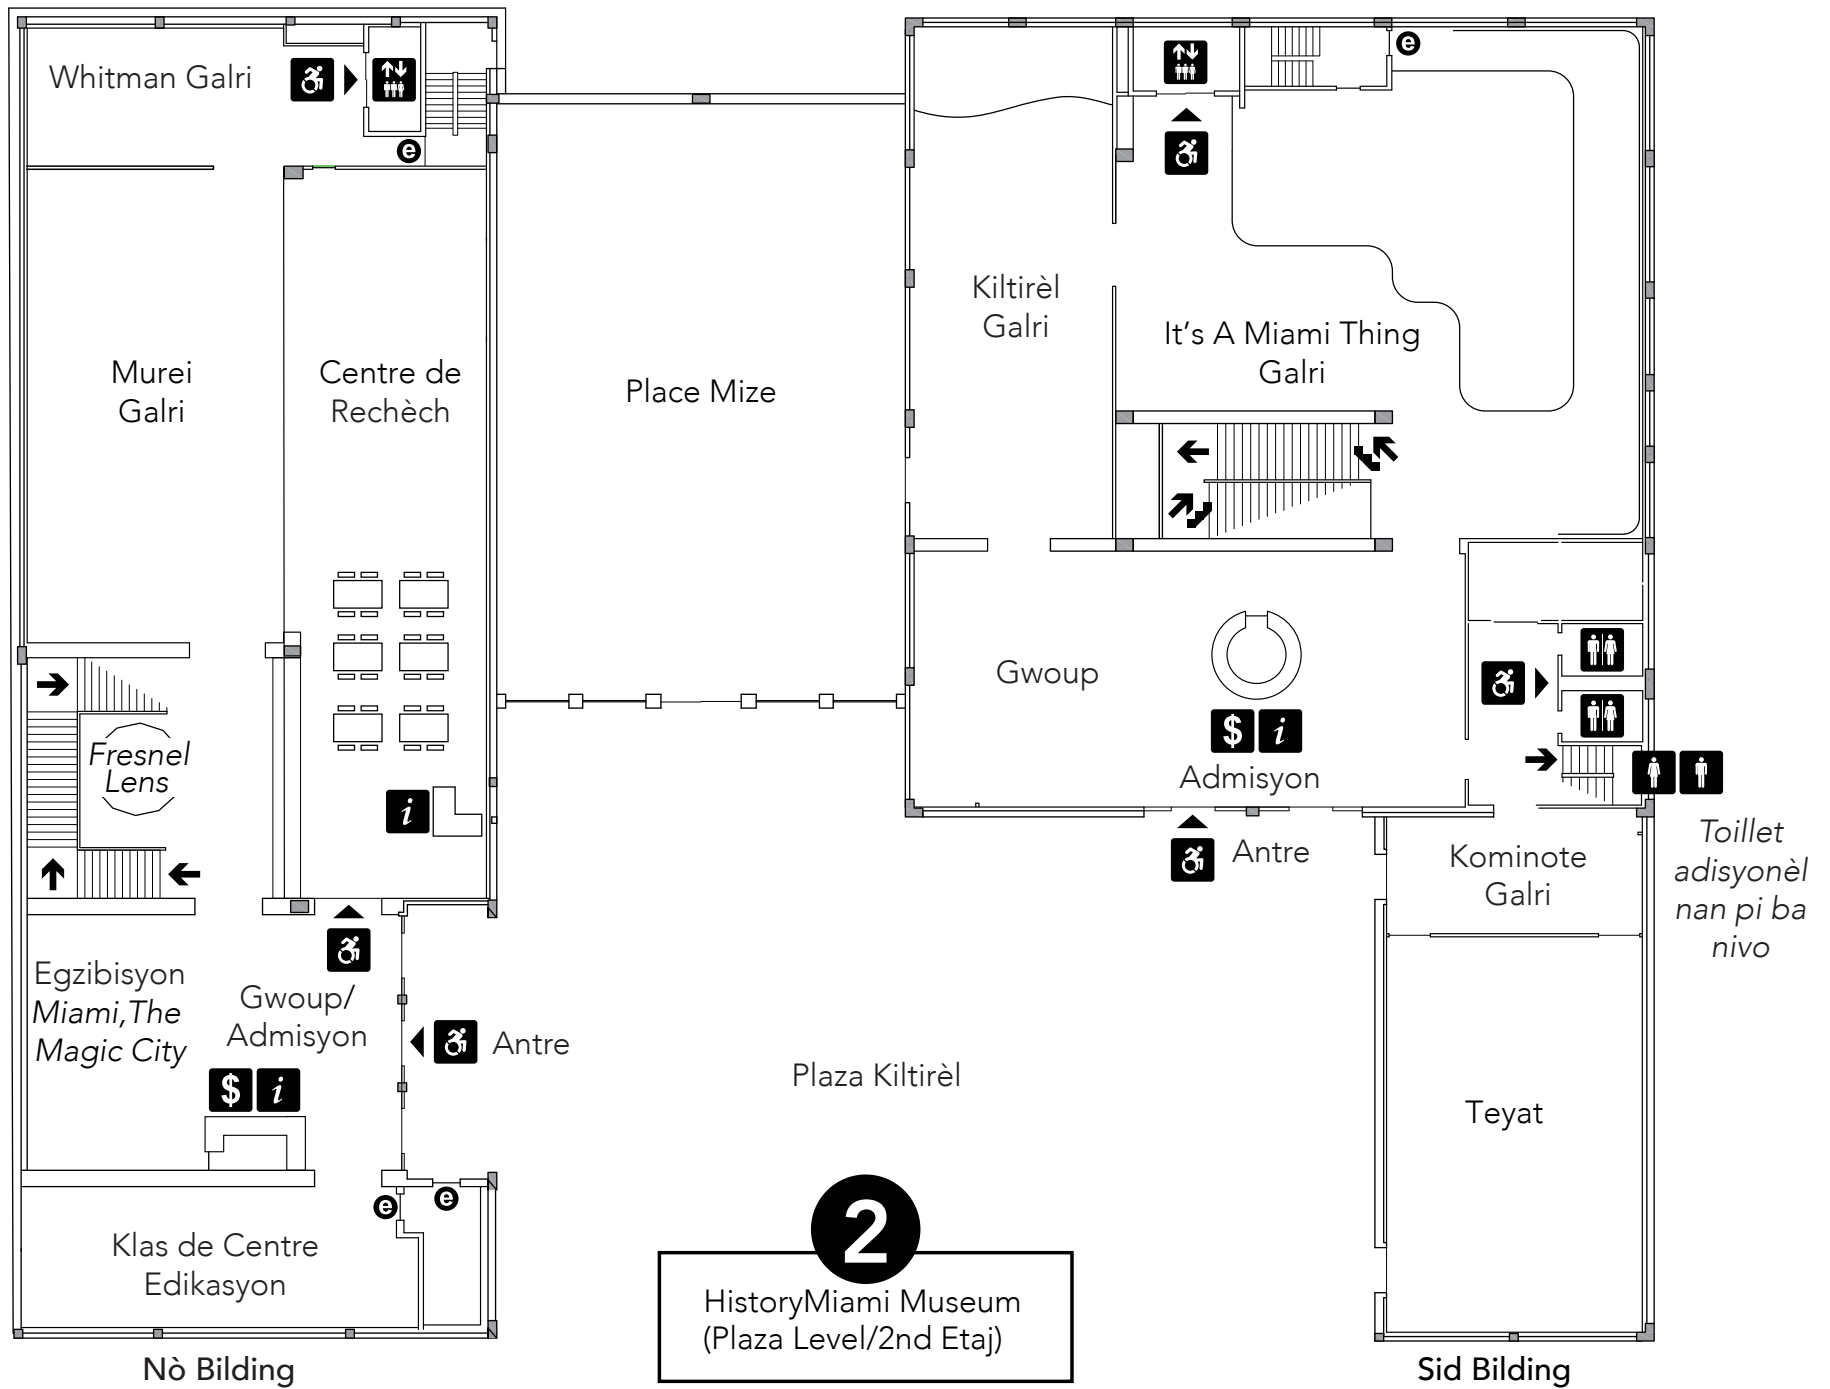 Whitman Galri
e
e
Murei
Galri
Centre de
Rechèch
Place Mize
Kiltirèl
Galri
It's A Miami Thing
Galri
Fresnel
Lens
i
Gwoup
$ i
Admisyon
Antre
Kominote
Galri
Toillet
adisyonèl
nan pi ba
nivo
Egzibisyon
Miami,The
Magic City
Gwoup/
Admisyon
$ i
Antre
Plaza Kiltirèl
Teyat
e
e
Klas de Centre
Edikasyon
2
HistoryMiami Museum
(Plaza Level/2nd Etaj)
Nò Bilding
Sid Bilding